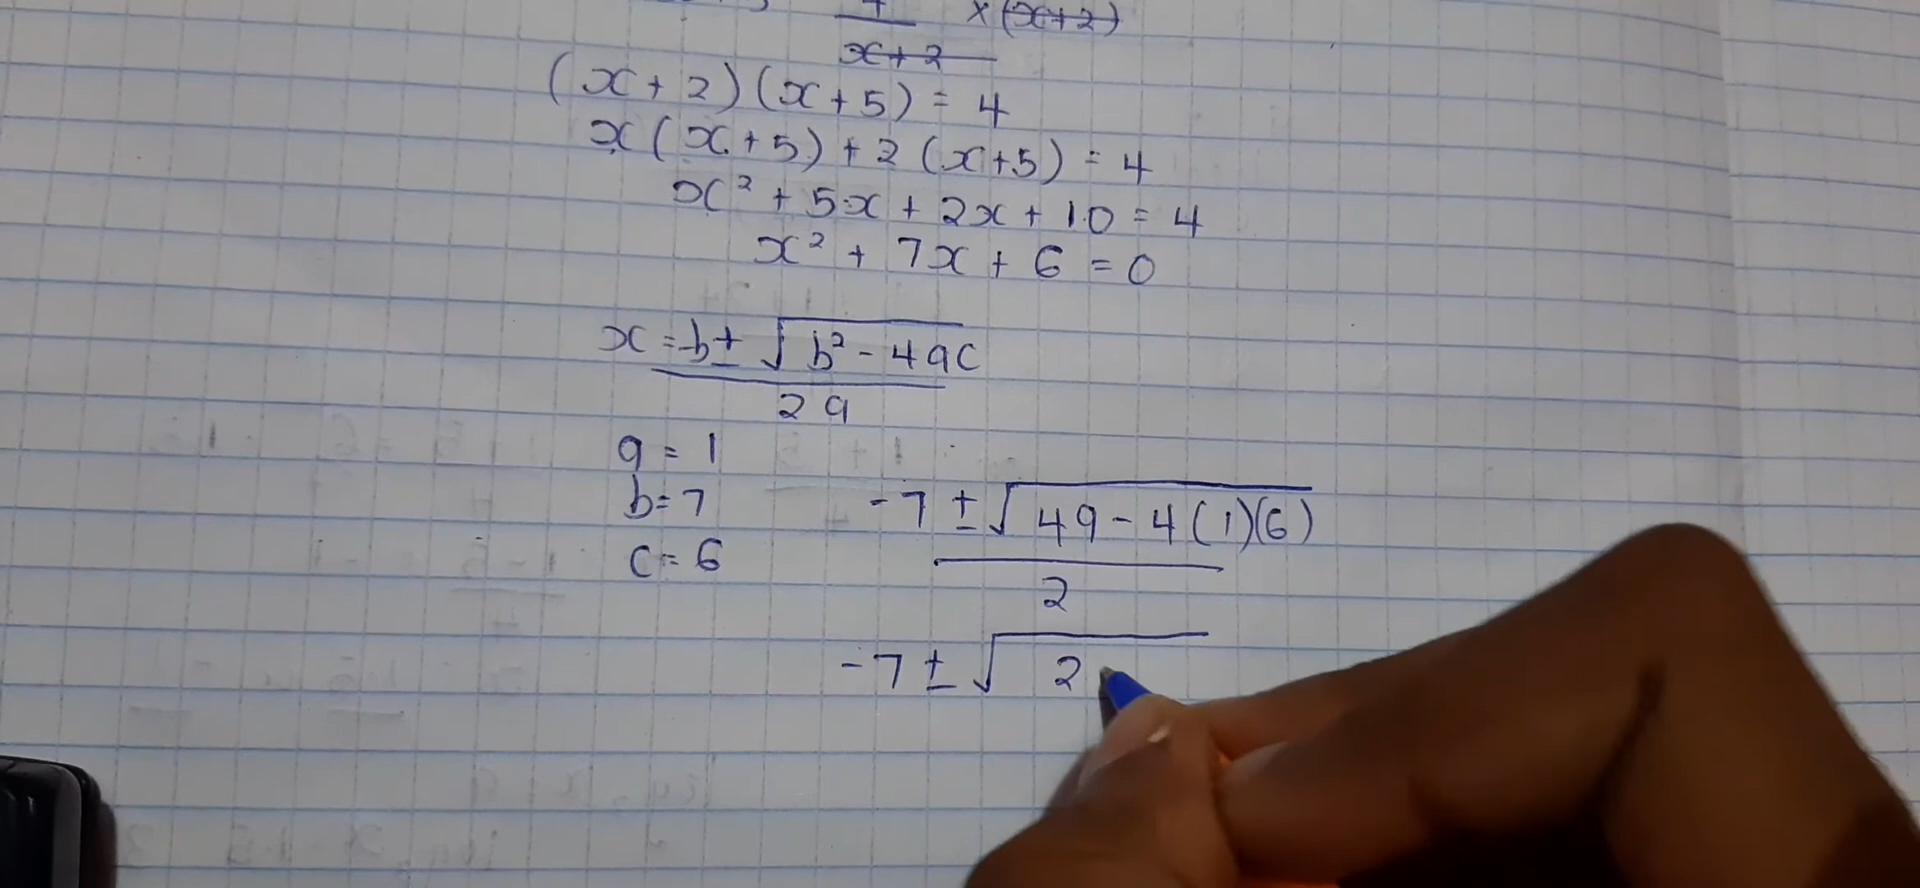 × (x+2)
x+2
(x+2)(x+5) = 4
x(x+5)+2(x+5) = 4
x² + 5x + 2x + 10 = 4
x² + 7x + 6 = 0
x = -b ± √b² - 4ac
2a
a = 1
b = 7
-7 ± √49 - 4(1)(6)
c = 6
2
-7 ± √2